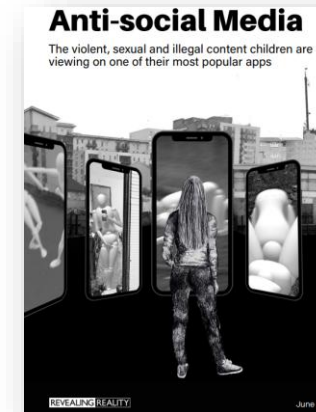 Anti-social Media
The violent, sexual and illegal content children are
viewing on one of their most popular apps
REVEALING REALITY
June